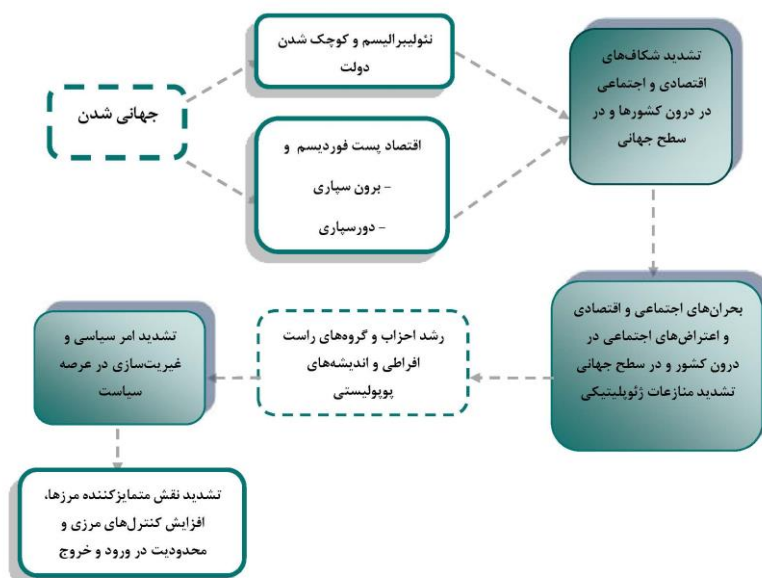 جهانی شدن
نئولیبرالیسم و کوچک شدن
دولت
اقتصاد پست فوردیسم و
- برون سپاری
- دورسپاری
تشدید شکاف‌های
اقتصادی و اجتماعی
در درون کشورها و در
سطح جهانی
بحران‌های اجتماعی و اقتصادی
و اعتراض‌های اجتماعی در
درون کشور و در سطح جهانی
تشدید منازعات ژئوپلیتیکی
رشد احزاب و گروه‌های راست
افراطی و اندیشه‌های
پوپولیستی
تشدید امر سیاسی و
غیریت‌سازی در عرصه
سیاست
تشدید نقش متمایزکننده مرزها،
افزایش کنترل‌های مرزی و
محدودیت در ورود و خروج